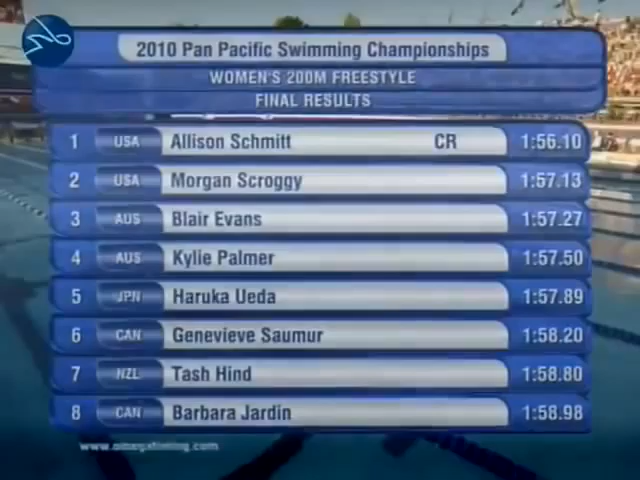 2010 Pan Pacific Swimming Championships
WOMEN'S 200M FREESTYLE
FINAL RESULTS
1 USA Allison Schmitt CR 1:56.10
2 USA Morgan Scroggy 1:57.13
3 AUS Blair Evans 1:57.27
4 AUS Kylie Palmer 1:57.50
5 JPN Haruka Ueda 1:57.89
6 CAN Genevieve Saumur 1:58.20
7 NZL Tash Hind 1:58.80
8 CAN Barbara Jardin 1:58.98
www.omegatiming.com